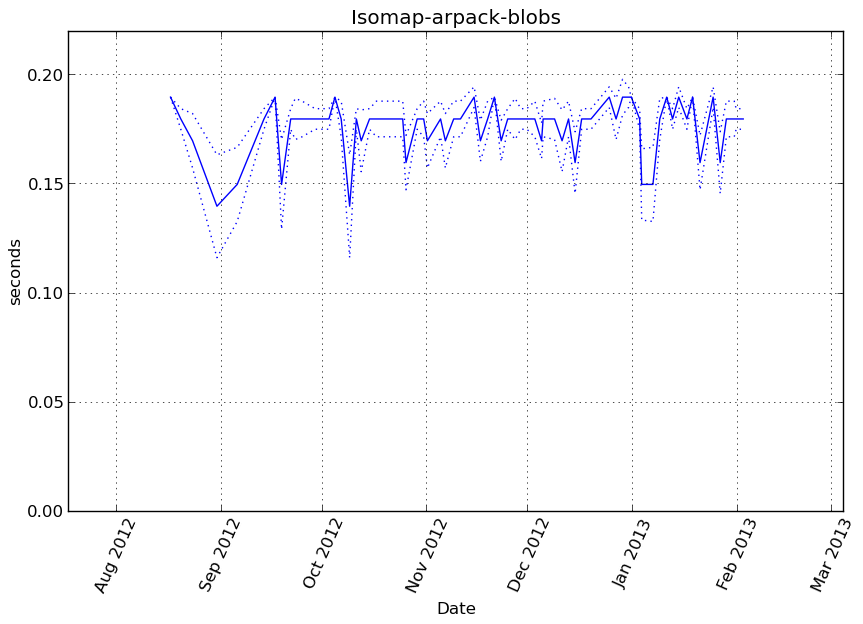 Isomap-arpack-blobs
0.20
0.15
0.10
0.05
0.00
seconds
Aug 2012
Sep 2012
Oct 2012
Nov 2012
Dec 2012
Jan 2013
Feb 2013
Mar 2013
Date